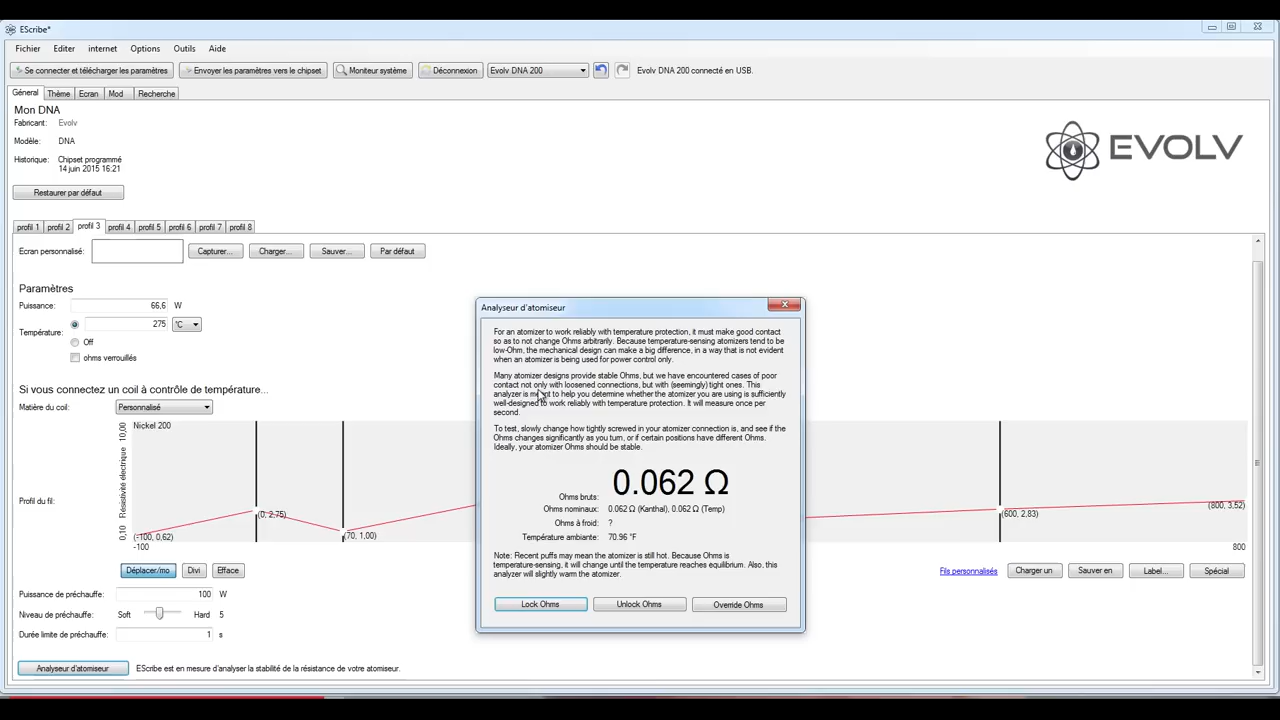 EScribe*
Fichier Editer internet Options Outils Aide
Se connecter et télécharger les paramètres Envoyer les paramètres vers le chipset Moniteur système Déconnexion Evolv DNA 200 Evolv DNA 200 connecté en USB.
Géneral Thème Ecran Mod Recherche
Mon DNA
Fabricant: Evolv
Modèle: DNA
Historique: Chipset programmé
14 juin 2015 16:21
EVOLV
Restaurer par défaut
profil 1 profil 2 profil 3 profil 4 profil 5 profil 6 profil 7 profil 8
Ecran personnalisé: Capturer... Charger... Sauver... Par défaut
Paramètres
Puissance: 66,6 W
Température: 275 °C
Off
ohms verrouillés
Si vous connectez un coil à contrôle de température...
Matière du coil: Personnalisé
Profil du fil:
Résistivité électrique
10,00
0,10
Nickel 200
(-100, 0,62)
(0, 2,75)
(70, 1,00)
(600, 2,83)
(800, 3,52)
-100
800
Déplacer/mo Divi Efface Fils personnalisés Charger un Sauver en Label... Spécial
Puissance de préchauffe: 100 W
Niveau de préchauffe: Soft Hard 5
Durée limite de préchauffe: 1 s
Analyseur d'atomiseur EScribe est en mesure d'analyser la stabilité de la résistance de votre atomiseur.
Analyseur d'atomiseur
For an atomizer to work reliably with temperature protection, it must make good contact
so as to not change Ohms arbitrarily. Because temperature-sensing atomizers tend to be
low-Ohm, the mechanical design can make a big difference, in a way that is not evident
when an atomizer is being used for power control only.
Many atomizer designs provide stable Ohms, but we have encountered cases of poor
contact not only with loosened connections, but with (seemingly) tight ones. This
analyzer is meant to help you determine whether the atomizer you are using is sufficiently
well-designed to work reliably with temperature protection. It will measure once per
second.
To test, slowly change how tightly screwed in your atomizer connection is, and see if the
Ohms changes significantly as you turn, or if certain positions have different Ohms.
Ideally, your atomizer Ohms should be stable.
Ohms bruts: 0.062 Ω
Ohms nominaux: 0.062 Ω (Kanthal), 0.062 Ω (Temp)
Ohms à froid: ?
Température ambiante: 70.96 °F
Note: Recent puffs may mean the atomizer is still hot. Because Ohms is
temperature-sensing, it will change until the temperature reaches equilibrium. Also, this
analyzer will slightly warm the atomizer.
Lock Ohms Unlock Ohms Override Ohms